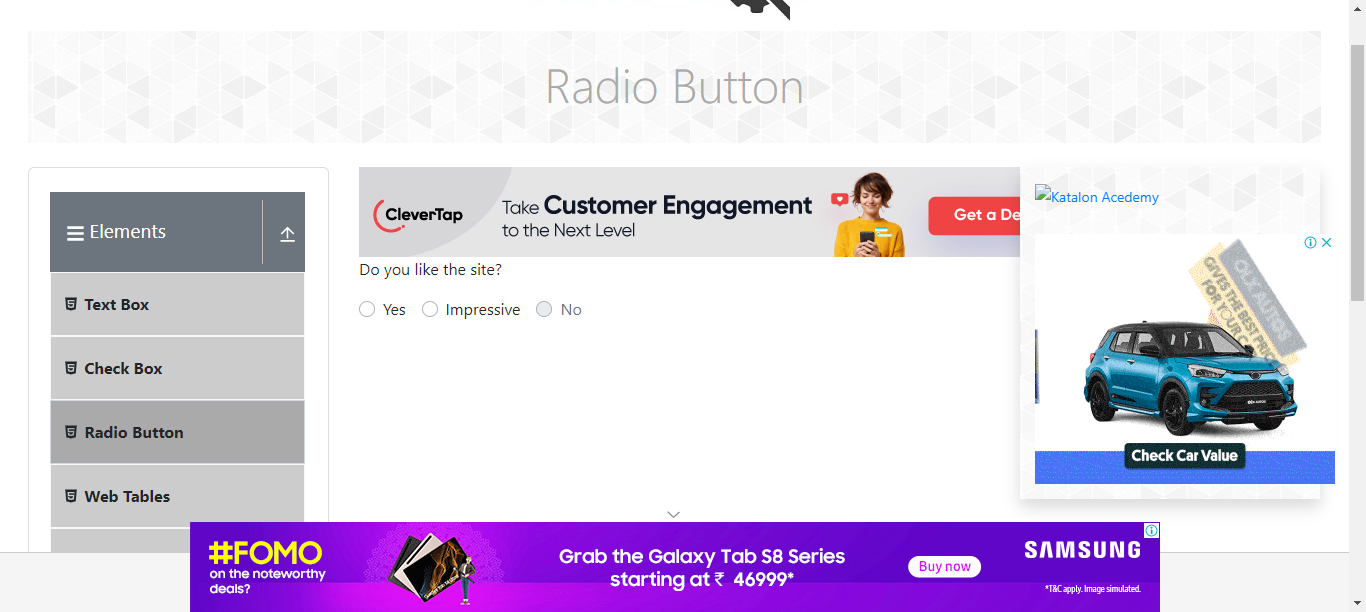 Radio Button
Elements
Text Box
Check Box
Radio Button
Web Tables
CleverTap
Take Customer Engagement
to the Next Level
Get a De
Do you like the site?
Yes
Impressive
No
Katalon Acedemy
OLX AUTOS
GIVES THE BEST PRIC
FOR YOUR C
Check Car Value
#FOMO
on the noteworthy
deals?
Grab the Galaxy Tab S8 Series
starting at ₹ 46999*
Buy now
SAMSUNG
*T&C apply. Image simulated.